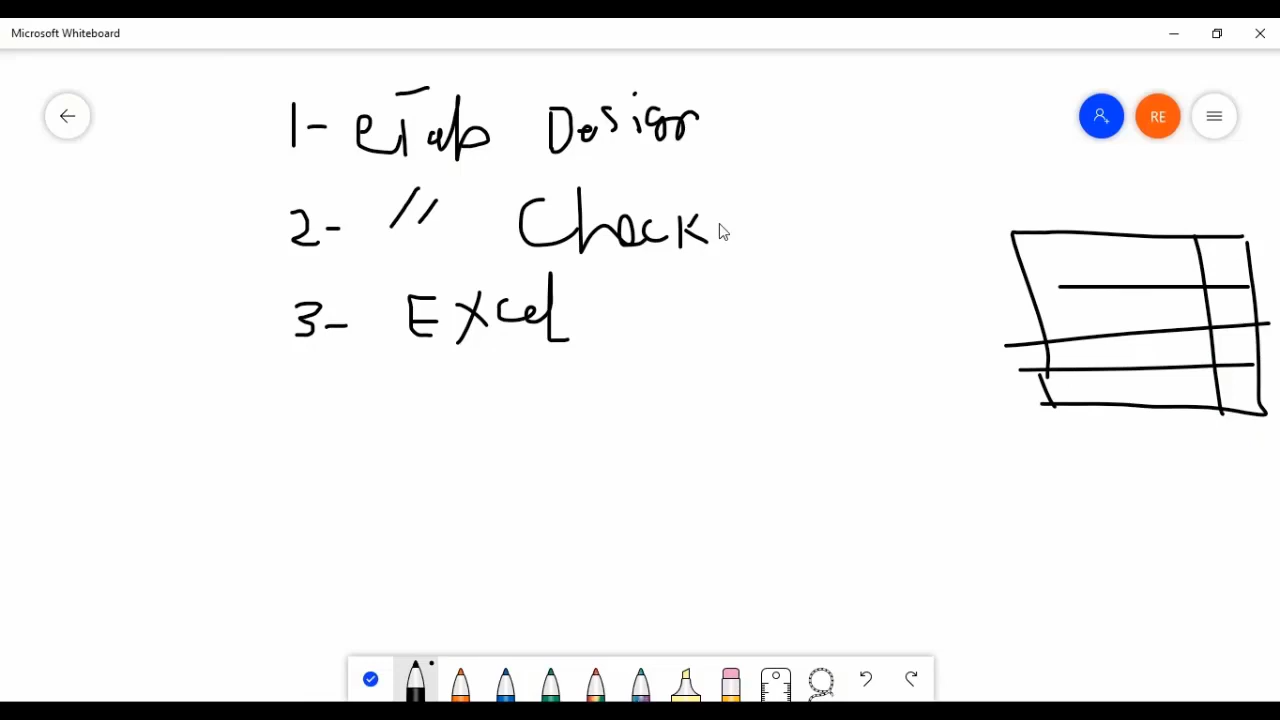 Microsoft Whiteboard
RE
1- eTab Design
2- // Check
3- Excel